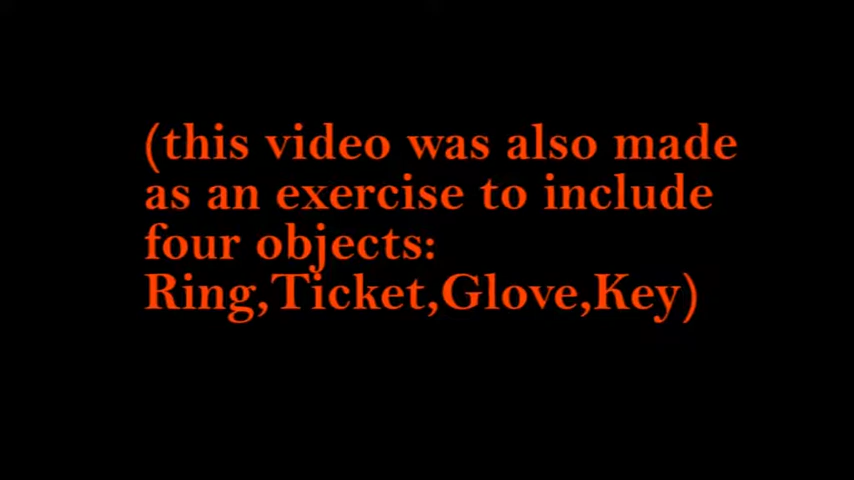 (this video was also made
as an exercise to include
four objects:
Ring,Ticket,Glove,Key)